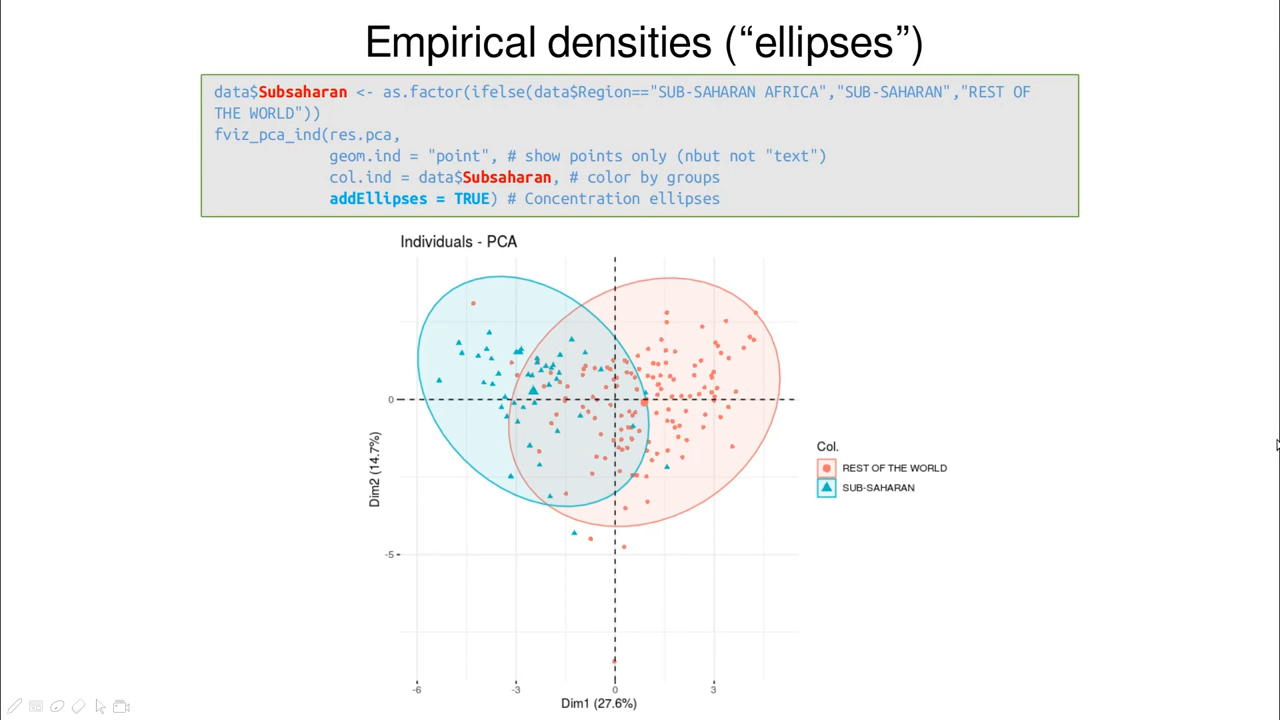 Empirical densities (“ellipses”)
data$Subsaharan <- as.factor(ifelse(data$Region=="SUB-SAHARAN AFRICA","SUB-SAHARAN","REST OF
THE WORLD"))
fviz_pca_ind(res.pca,
geom.ind = "point", # show points only (nbut not "text")
col.ind = data$Subsaharan, # color by groups
addEllipses = TRUE) # Concentration ellipses
Individuals - PCA
0
-5
Dim2 (14.7%)
-6
-3
0
3
Dim1 (27.6%)
Col.
REST OF THE WORLD
SUB-SAHARAN